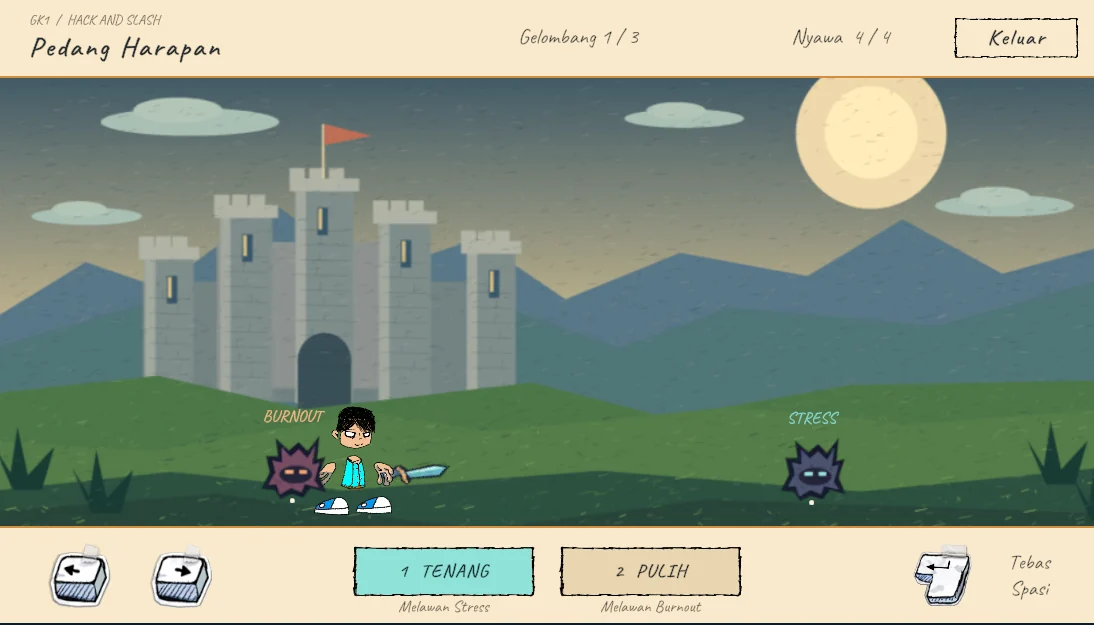 GK1 / HACK AND SLASH
Pedang Harapan
Gelombang 1 / 3
Nyawa 4 / 4
Keluar
BURNOUT
STRESS
1 TENANG
2 PULIH
Melawan Stress
Melawan Burnout
Tebas
Spasi